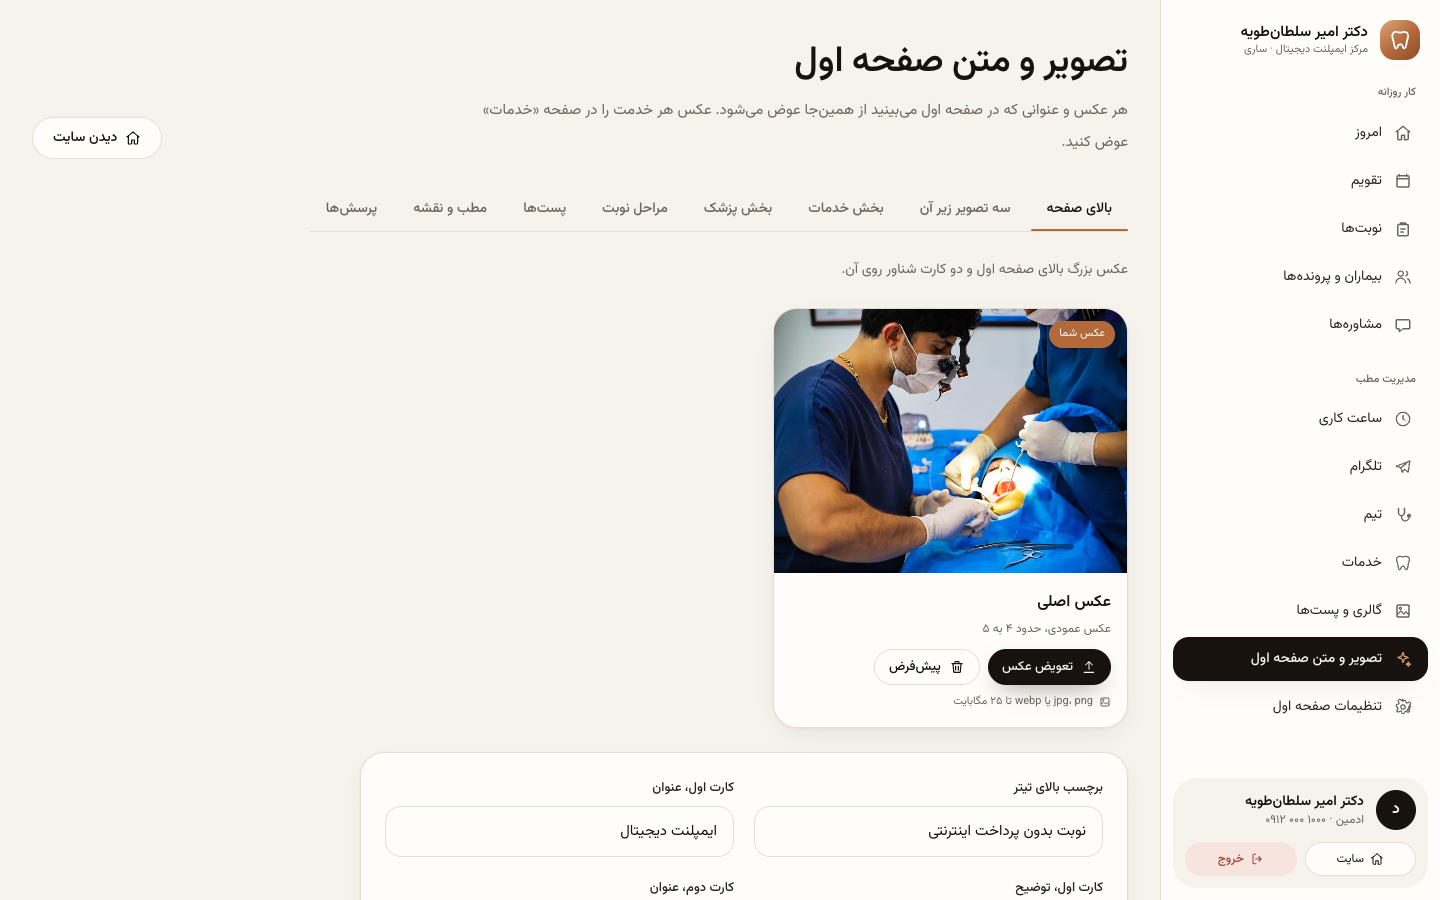 دکتر امیر سلطان‌طویه
مرکز ایمپلنت دیجیتال · ساری
کار روزانه
امروز
تقویم
نوبت‌ها
بیماران و پرونده‌ها
مشاوره‌ها
مدیریت مطب
ساعت کاری
تلگرام
تیم
خدمات
گالری و پست‌ها
تصویر و متن صفحه اول
تنظیمات صفحه اول
د
دکتر امیر سلطان‌طویه
ادمین · ۰۹۱۲ ۰۰۰ ۱۰۰۰
سایت
خروج
تصویر و متن صفحه اول
هر عکس و عنوانی که در صفحه اول می‌بینید از همین‌جا عوض می‌شود. عکس هر خدمت را در صفحه «خدمات»
عوض کنید.
دیدن سایت
بالای صفحه
سه تصویر زیر آن
بخش خدمات
بخش پزشک
مراحل نوبت
پست‌ها
مطب و نقشه
پرسش‌ها
عکس بزرگ بالای صفحه اول و دو کارت شناور روی آن.
عکس شما
عکس اصلی
عکس عمودی، حدود ۴ به ۵
تعویض عکس
پیش‌فرض
jpg، png یا webp تا ۲۵ مگابایت
برچسب بالای تیتر
نوبت بدون پرداخت اینترنتی
کارت اول، عنوان
ایمپلنت دیجیتال
کارت اول، توضیح
کارت دوم، عنوان